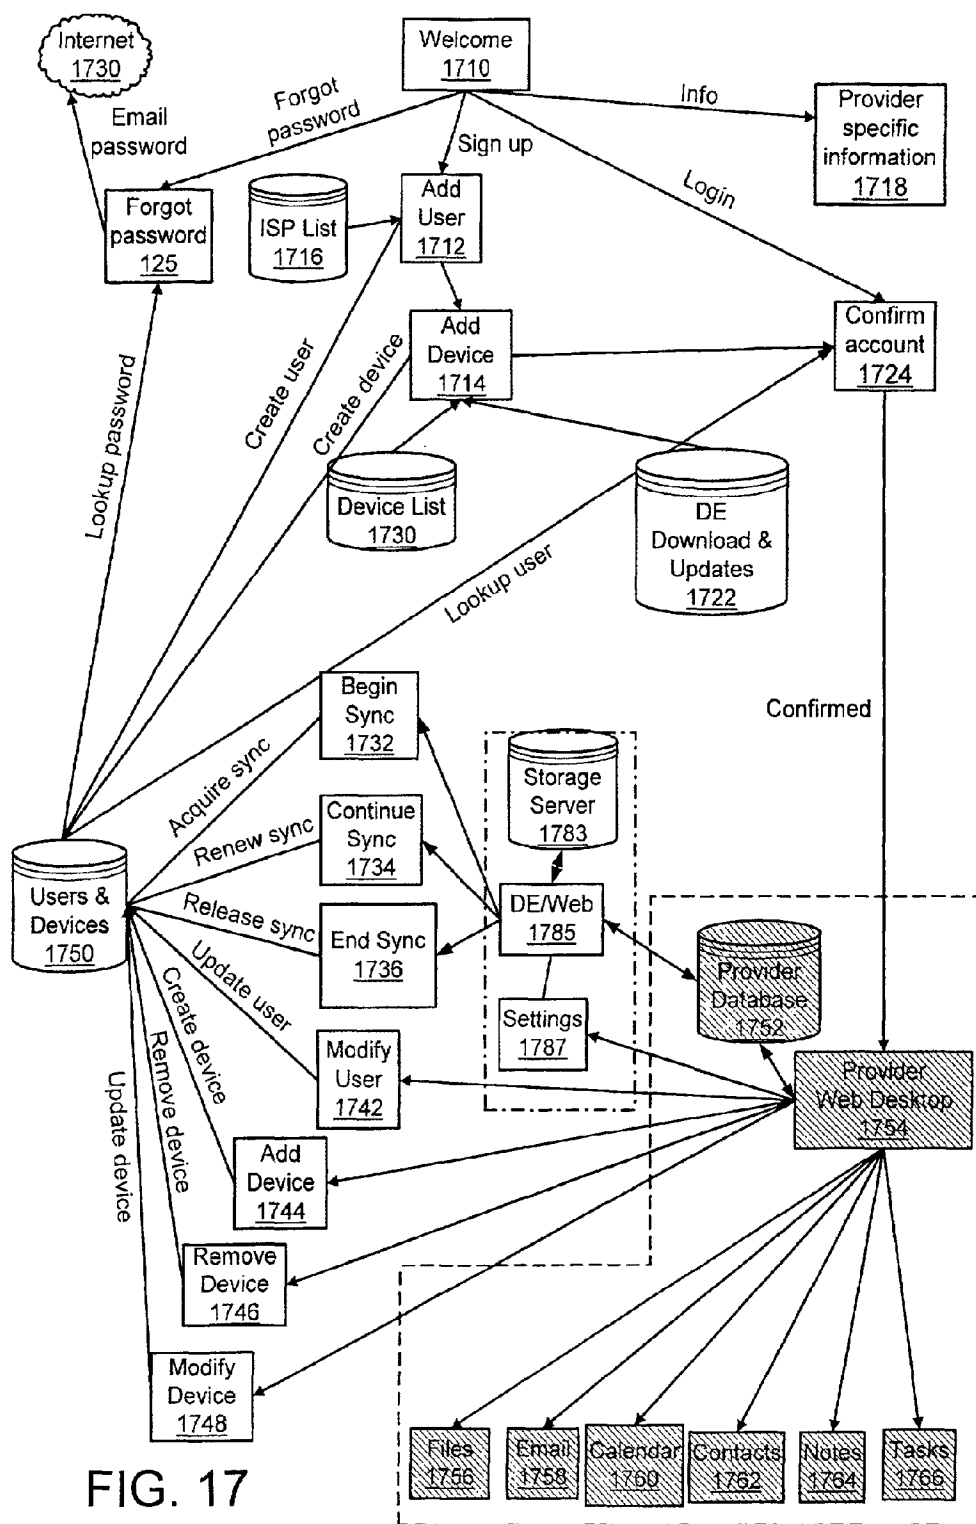 Internet
1730
Welcome
1710
Info
Provider
specific
information
1718
Forgot
password
Email
password
Sign up
Login
Forgot
password
125
ISP List
1716
Add
User
1712
Add
Device
1714
Confirm
account
1724
Lookup password
Create user
Create device
Device List
1730
DE
Download &
Updates
1722
Lookup user
Confirmed
Begin
Sync
1732
Acquire sync
Storage
Server
1783
Continue
Sync
1734
Renew sync
Users &
Devices
1750
Release sync
End Sync
1736
DE/Web
1785
Provider
Database
1752
Update user
Settings
1787
Modify
User
1742
Provider
Web Desktop
1754
Create device
Remove device
Update device
Add
Device
1744
Remove
Device
1746
Modify
Device
1748
Files
1756
Email
1758
Calendar
1760
Contacts
1762
Notes
1764
Tasks
1766
FIG. 17